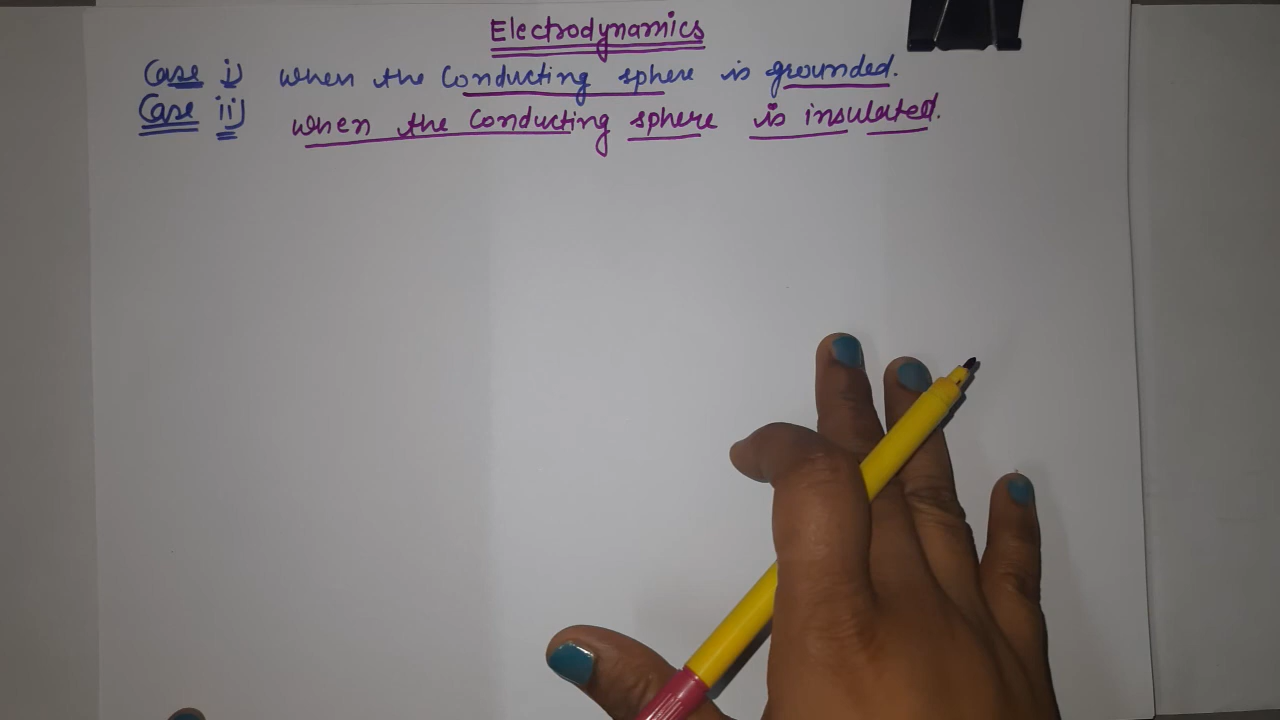 Electrodynamics
Case i) when the Conducting sphere is grounded.
Case ii) when the Conducting sphere is insulated.